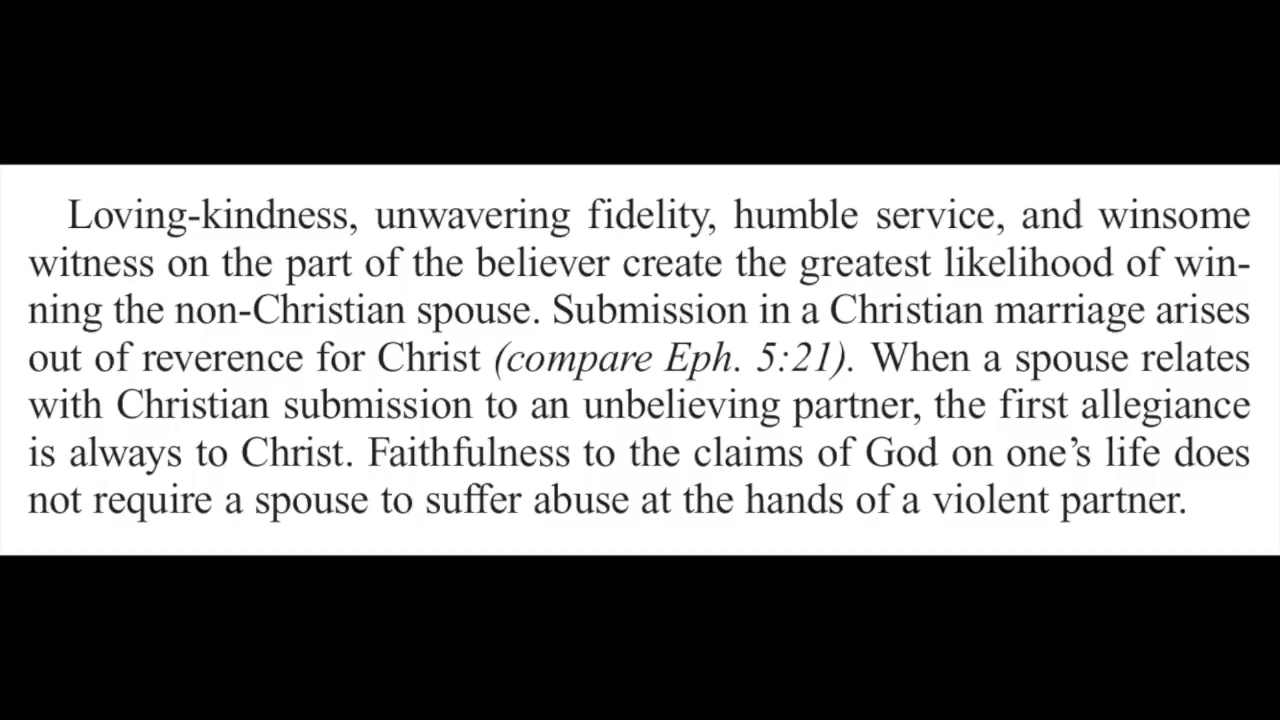 Loving-kindness, unwavering fidelity, humble service, and winsome
witness on the part of the believer create the greatest likelihood of win-
ning the non-Christian spouse. Submission in a Christian marriage arises
out of reverence for Christ (compare Eph. 5:21). When a spouse relates
with Christian submission to an unbelieving partner, the first allegiance
is always to Christ. Faithfulness to the claims of God on one’s life does
not require a spouse to suffer abuse at the hands of a violent partner.